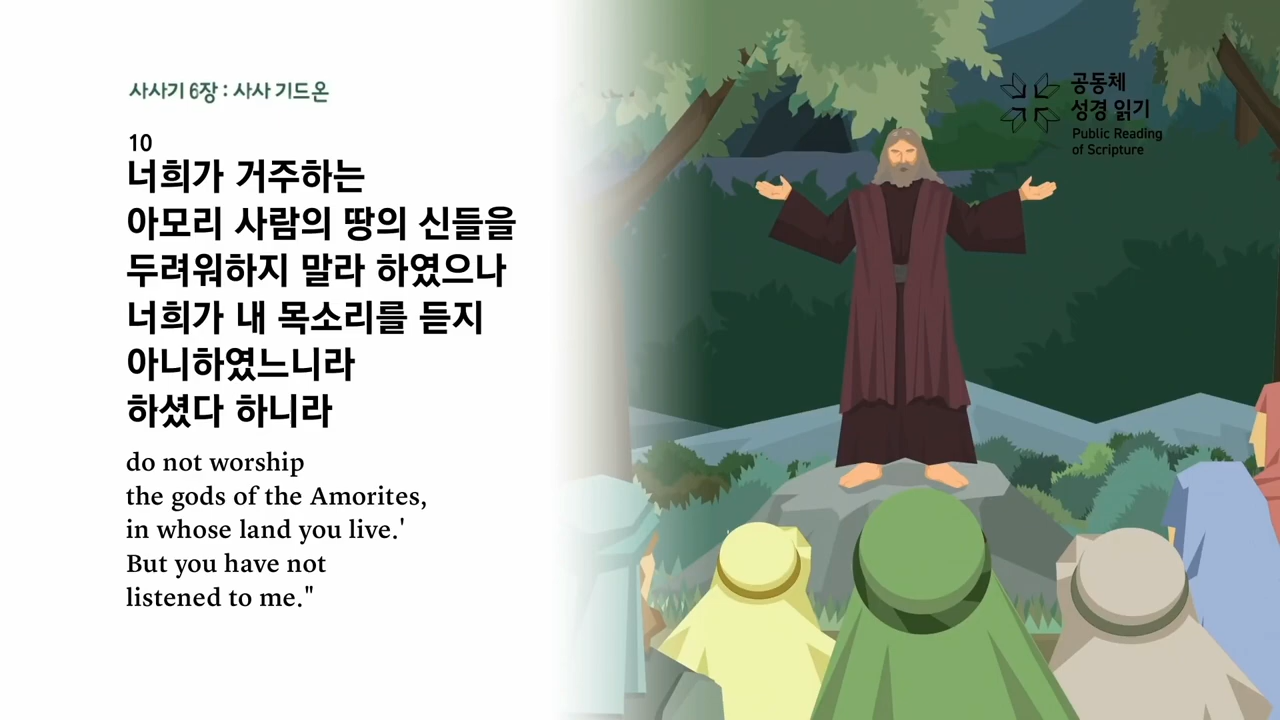 사사기 6장 : 사사 기드온
10
너희가 거주하는
아모리 사람의 땅의 신들을
두려워하지 말라 하였으나
너희가 내 목소리를 듣지
아니하였느니라
하셨다 하니라
do not worship
the gods of the Amorites,
in whose land you live.'
But you have not
listened to me."
공동체
성경 읽기
Public Reading
of Scripture